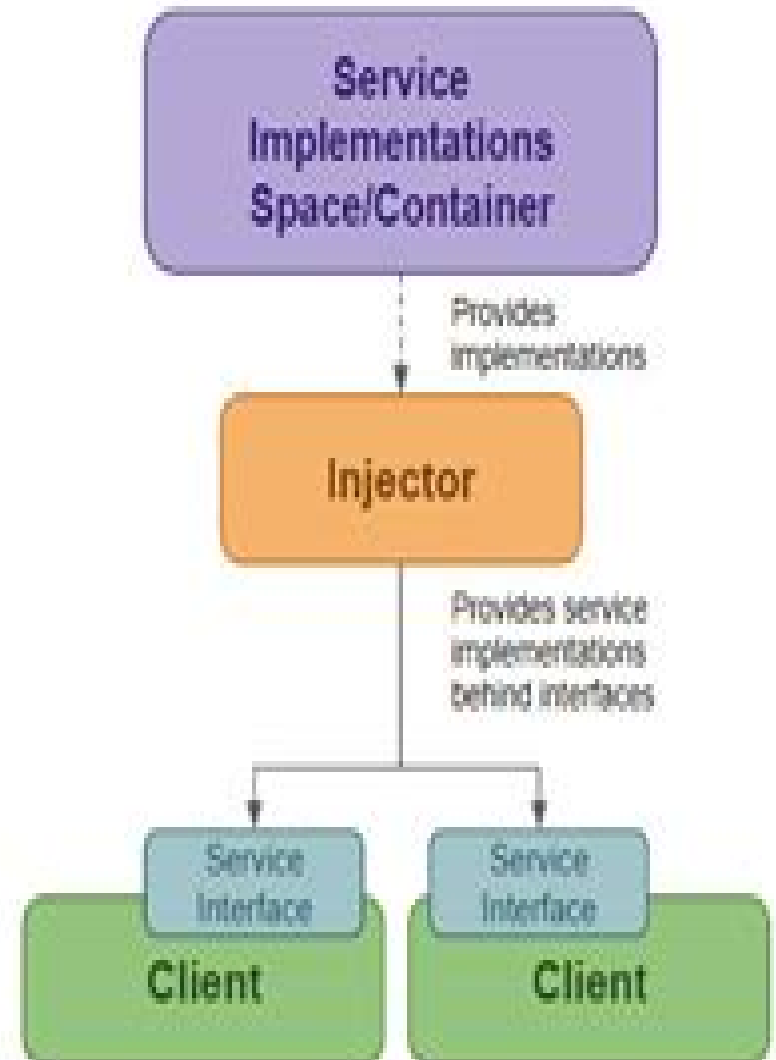 Service
Implementations
Space/Container
Provides
implementations
Injector
Provides service
implementations
behind interfaces
Service
Interface
Client
Service
Interface
Client